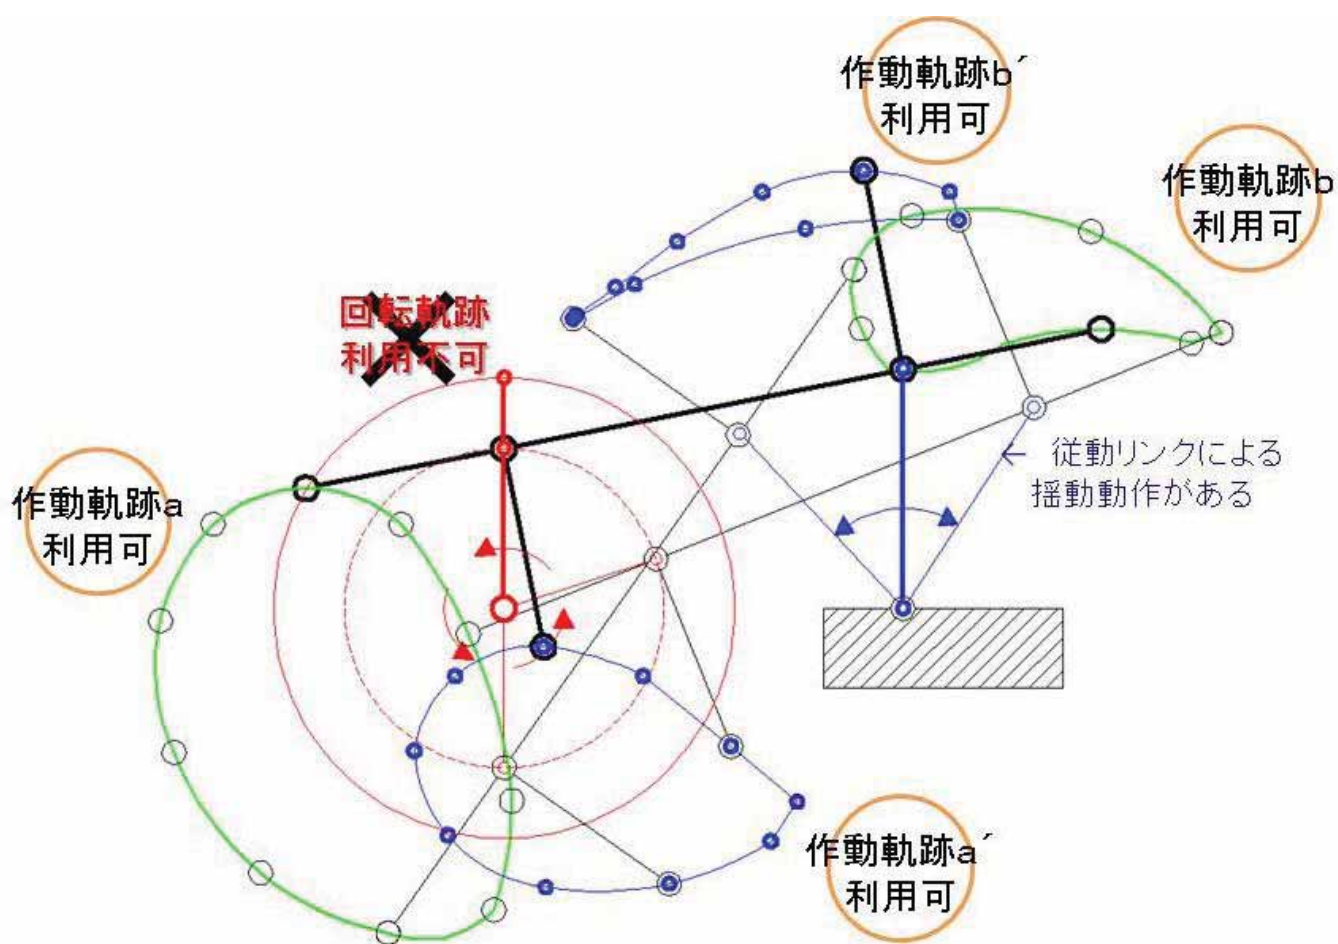 作動軌跡b´
利用可
作動軌跡b
利用可
回転軌跡
利用不可
作動軌跡a
利用可
従動リンクによる
揺動動作がある
作動軌跡a´
利用可